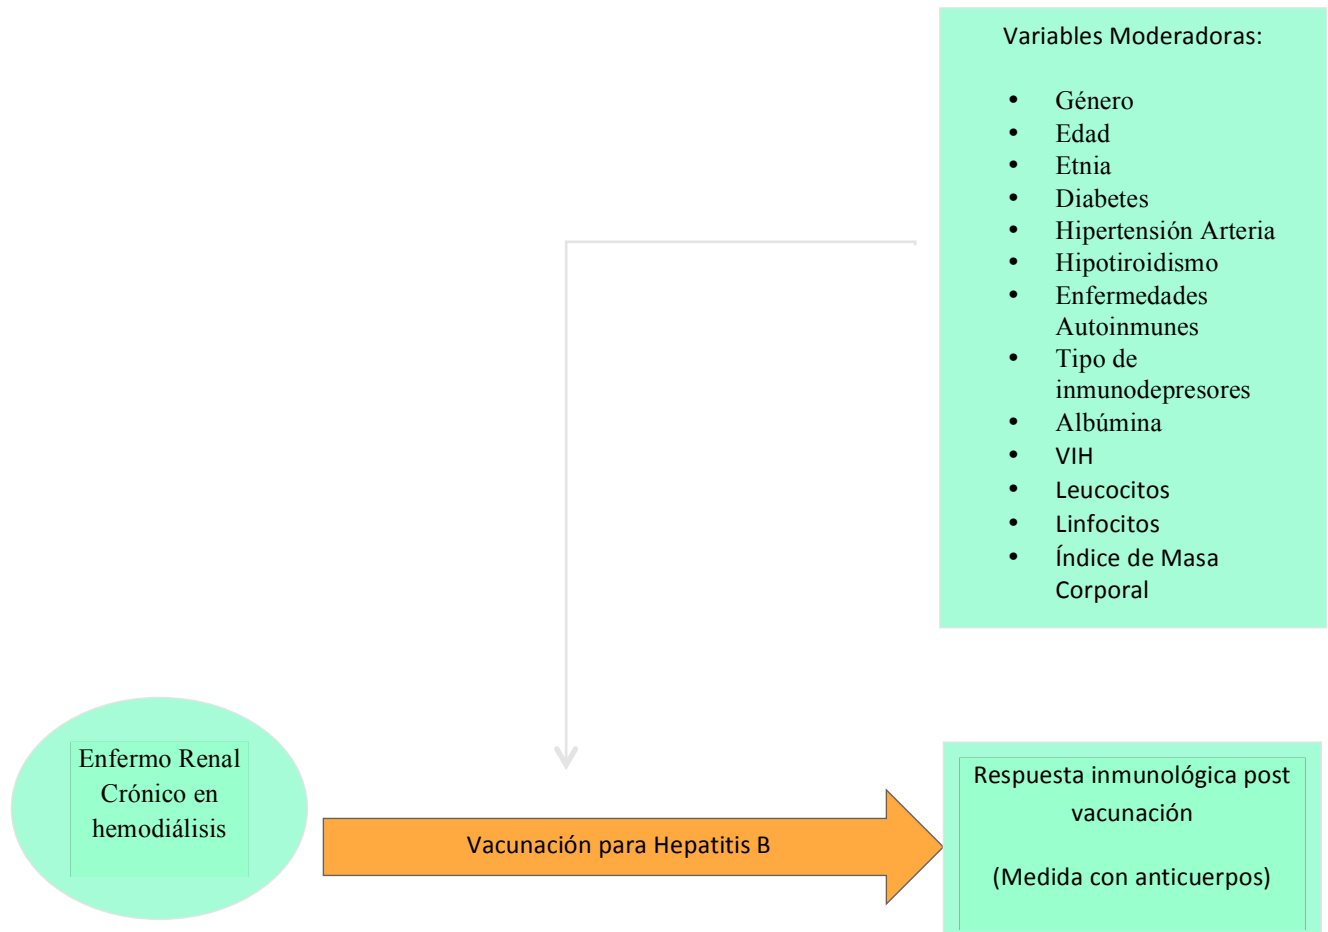 Variables Moderadoras:
• Género
• Edad
• Etnia
• Diabetes
• Hipertensión Arteria
• Hipotiroidismo
• Enfermedades
Autoinmunes
• Tipo de
inmunodepresores
• Albúmina
• VIH
• Leucocitos
• Linfocitos
• Índice de Masa
Corporal
Enfermo Renal
Crónico en
hemodiálisis
Vacunación para Hepatitis B
Respuesta inmunológica post
vacunación
(Medida con anticuerpos)